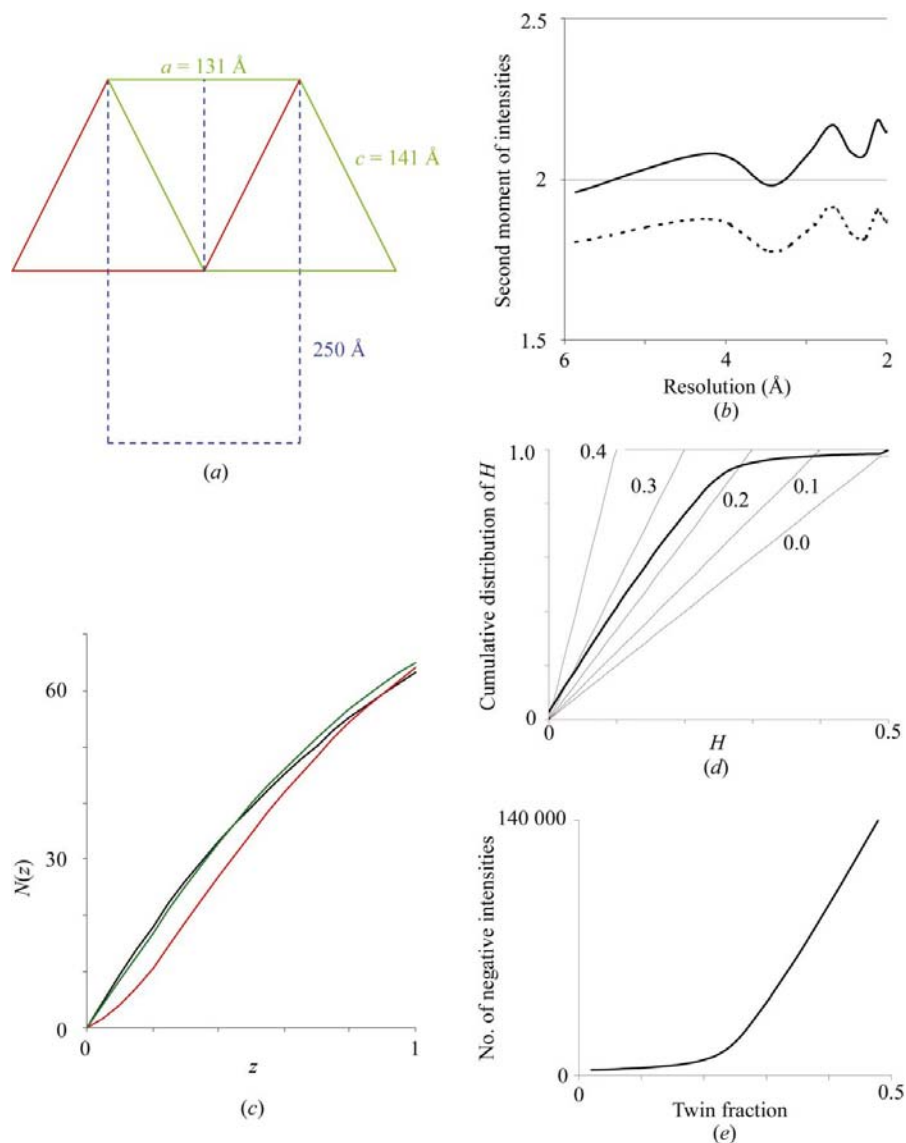 a = 131 Å
c = 141 Å
250 Å
(a)
2.5
2
1.5
Second moment of intensities
6
4
2
Resolution (Å)
(b)
60
30
0
N(z)
0
1
z
(c)
1.0
0
Cumulative distribution of H
0.4
0.3
0.2
0.1
0.0
0
0.5
H
(d)
140 000
0
No. of negative intensities
0
0.5
Twin fraction
(e)